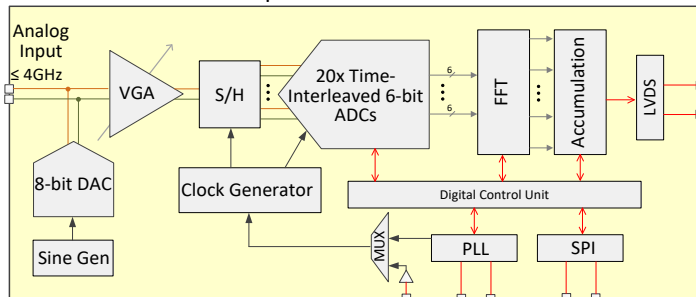 Analog
Input
≤ 4GHz
VGA
S/H
20x Time-
Interleaved 6-bit
ADCs
6
6
FFT
Accumulation
LVDS
8-bit DAC
Clock Generator
Digital Control Unit
Sine Gen
MUX
PLL
SPI